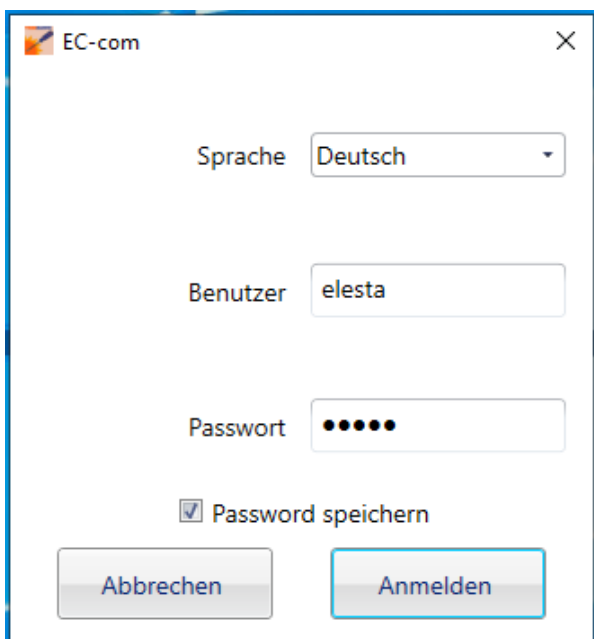 EC-com
Sprache Deutsch
Benutzer elesta
Passwort •••••
Password speichern
Abbrechen Anmelden